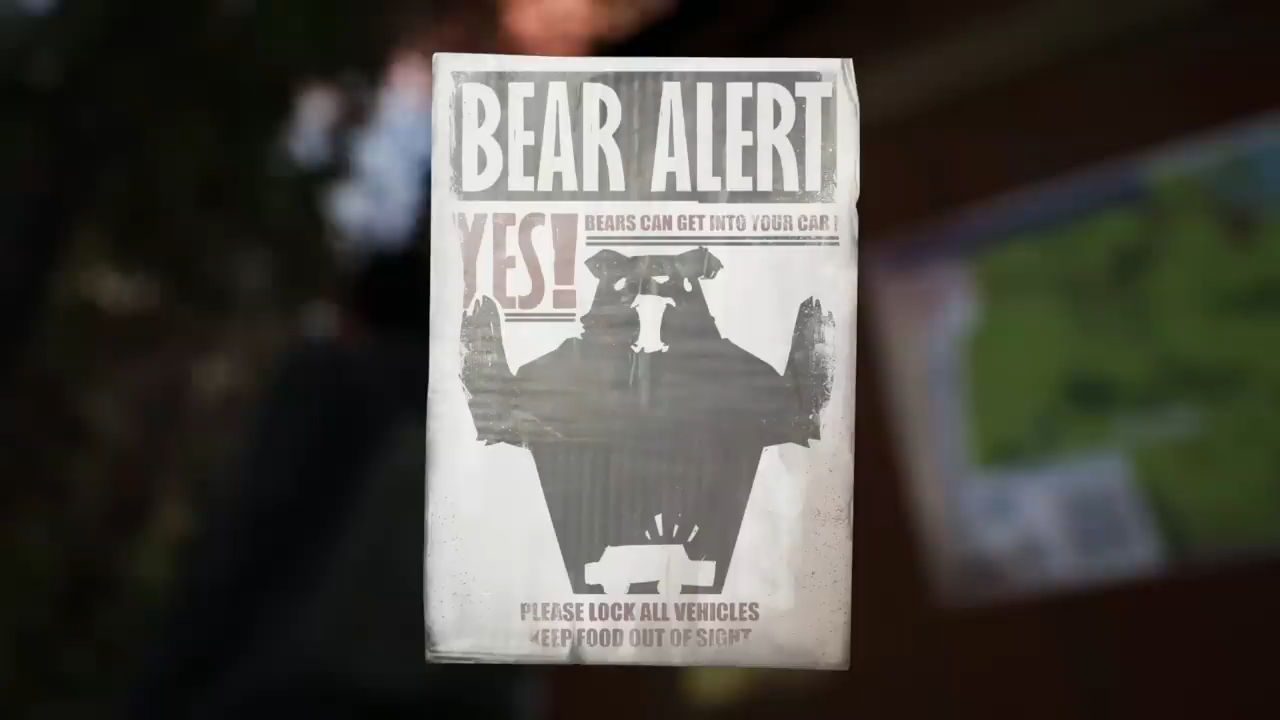 BEAR ALERT
YES!
BEARS CAN GET INTO YOUR CAR !
PLEASE LOCK ALL VEHICLES
KEEP FOOD OUT OF SIGHT